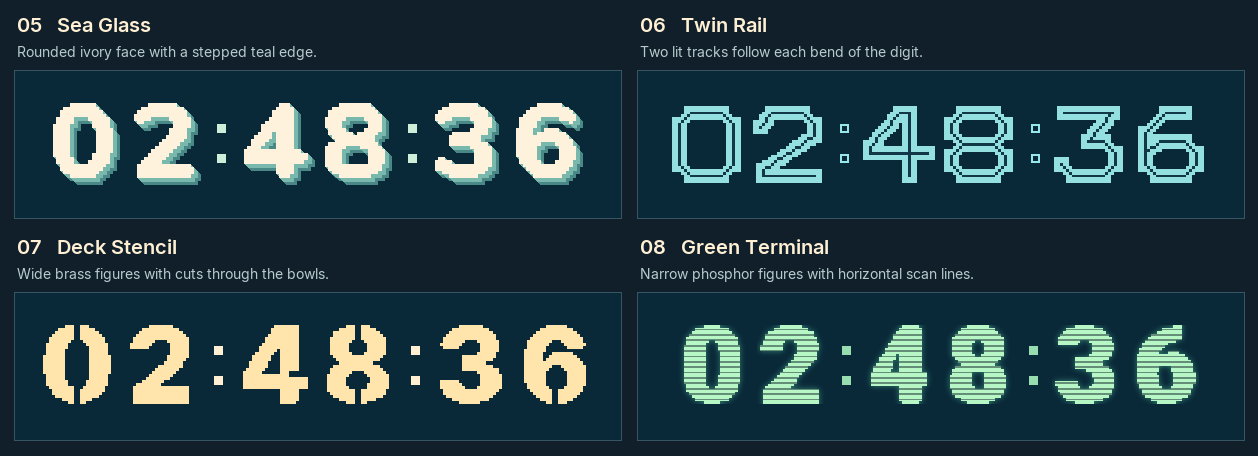 05 Sea Glass
Rounded ivory face with a stepped teal edge.
02:48:36
06 Twin Rail
Two lit tracks follow each bend of the digit.
02:48:36
07 Deck Stencil
Wide brass figures with cuts through the bowls.
02:48:36
08 Green Terminal
Narrow phosphor figures with horizontal scan lines.
02:48:36